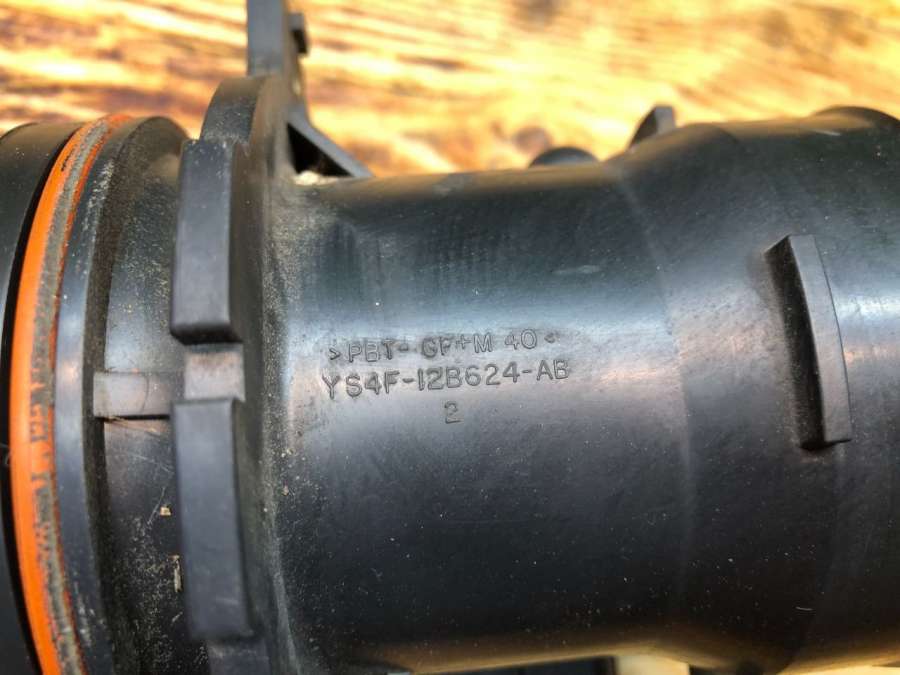 >PBT- GF+M 40<
YS4F-12B624-AB
2